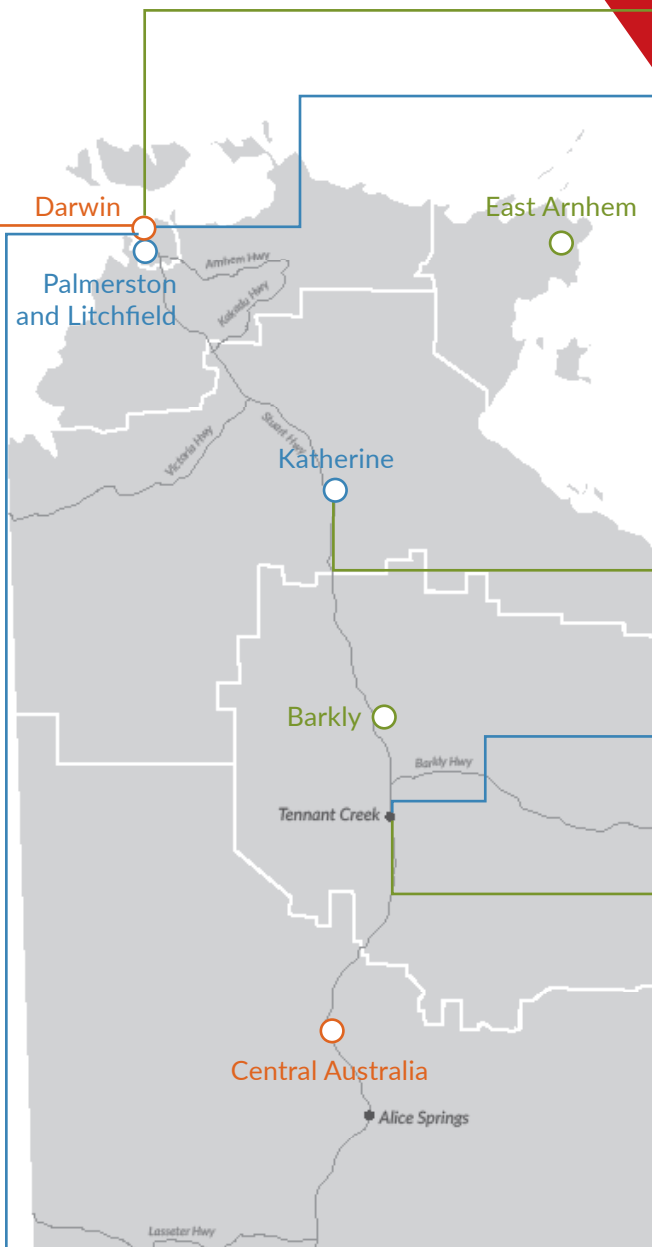 Darwin
East Arnhem
Arnhem Hwy
Palmerston
and Litchfield
Kakadu Hwy
Stuart Hwy
Victoria Hwy
Katherine
Barkly
Barkly Hwy
Tennant Creek
Central Australia
Alice Springs
Lasseter Hwy